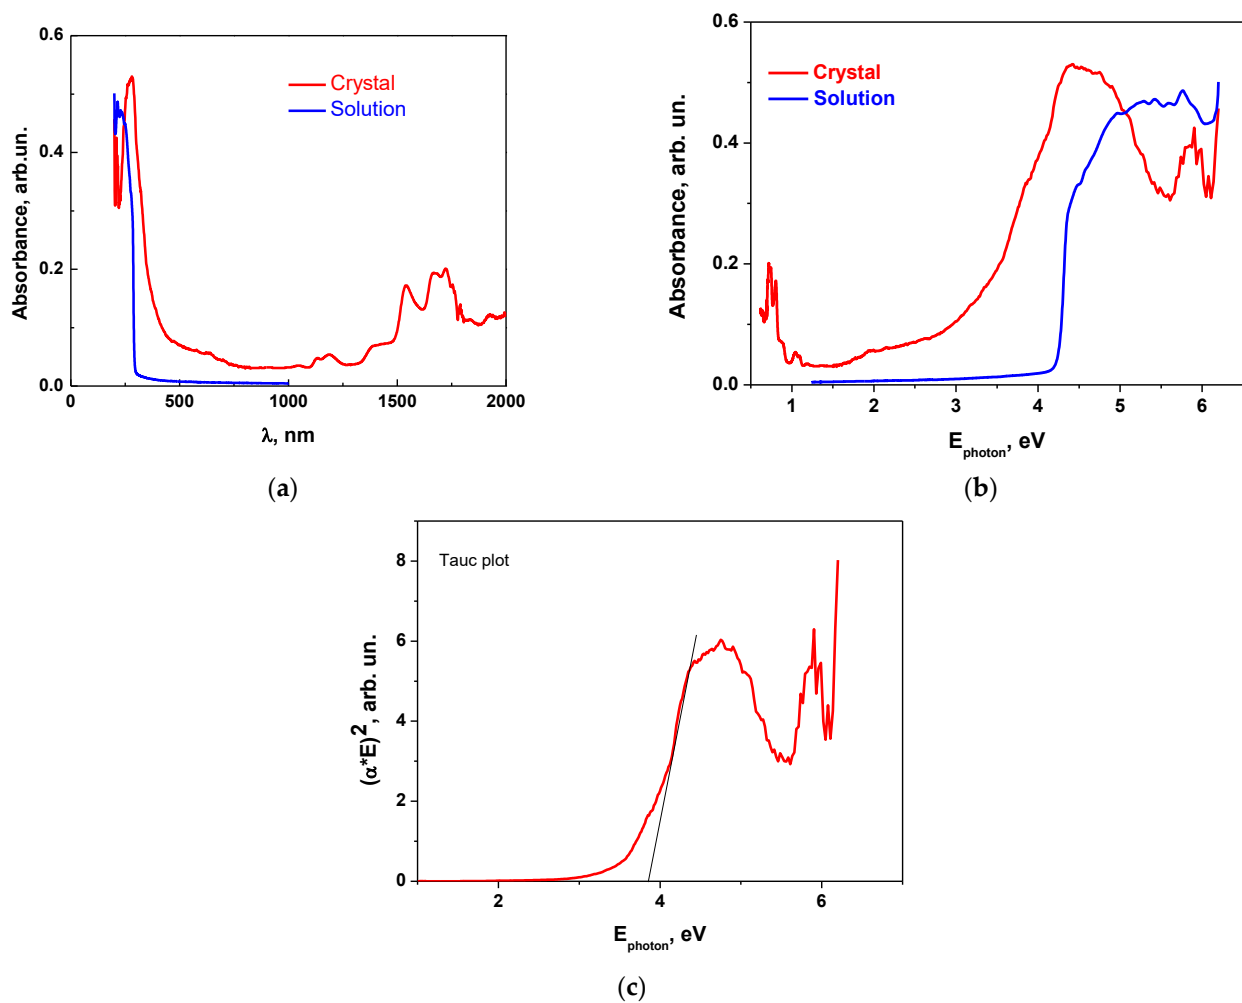 0.6
0.4
0.2
0.0
Absorbance, arb.un.
Crystal
Solution
0 500 1000 1500 2000
λ, nm
(a)
0.6
0.4
0.2
0.0
Absorbance, arb. un.
Crystal
Solution
1 2 3 4 5 6
E photon, eV
(b)
Tauc plot
8
6
4
2
0
(α*E)2, arb. un.
2 4 6
E photon, eV
(c)